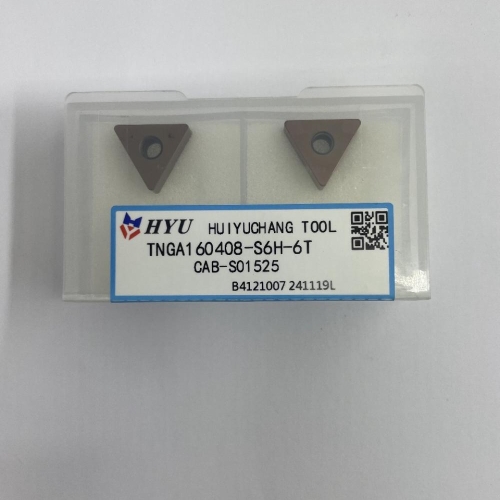 HYU HUIYUCHANG TOOL
TNGA160408-S6H-6T
CAB-S01525
B4121007 241119L